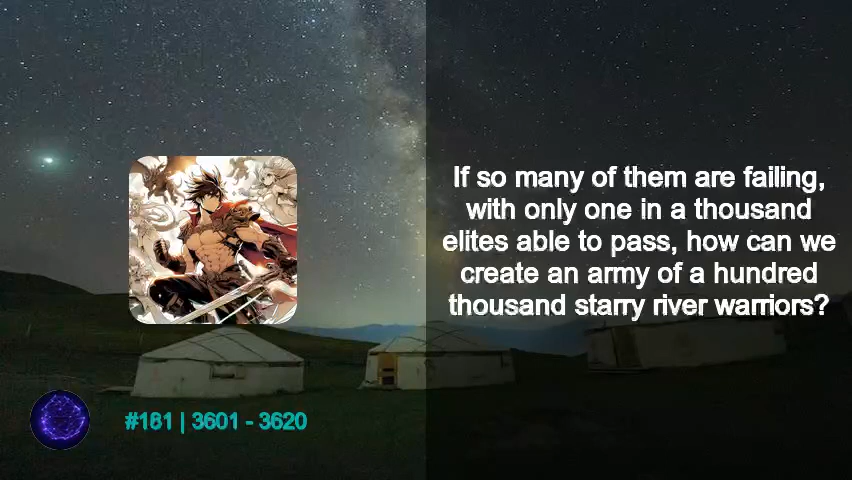 If so many of them are failing,
with only one in a thousand
elites able to pass, how can we
create an army of a hundred
thousand starry river warriors?
#181 | 3601 - 3620